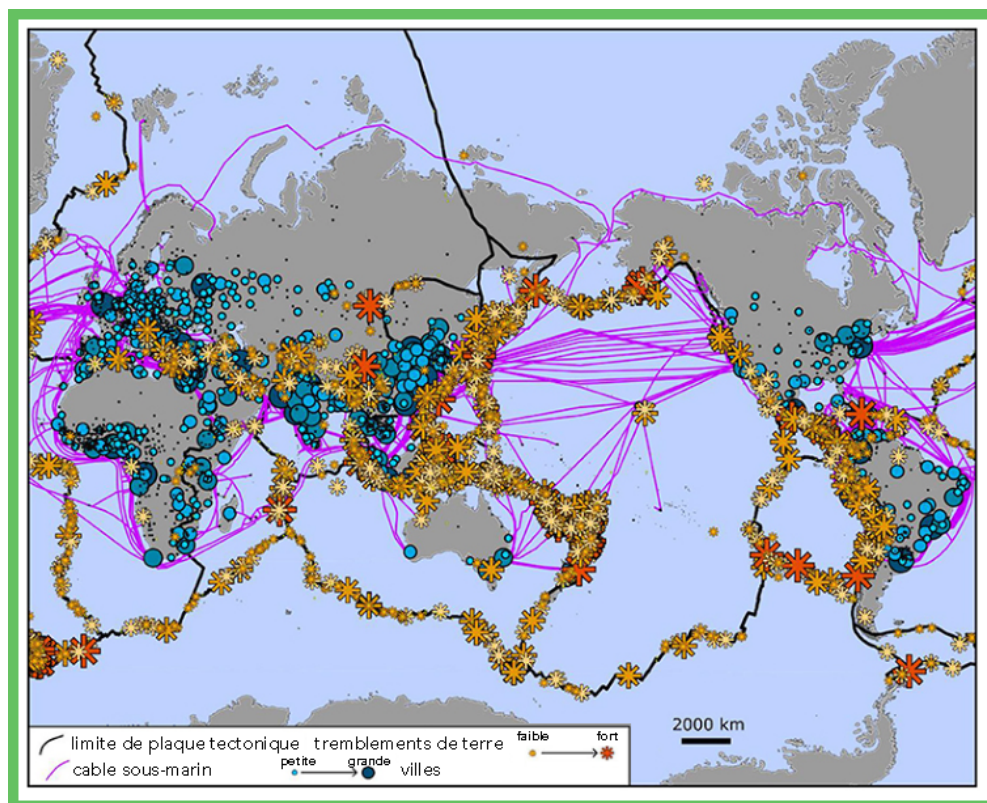 2000 km
limite de plaque tectonique tremblements de terre faible fort
cable sous-marin petite grande villes